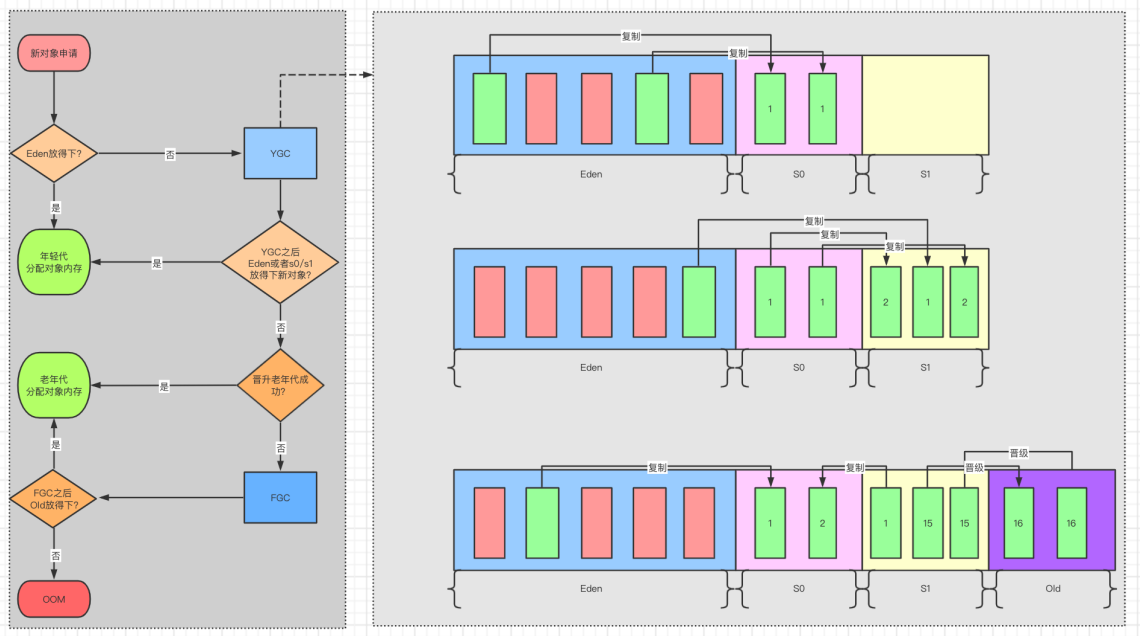 新对象申请
Eden放得下?
否
YGC
是
年轻代
分配对象内存
是
YGC之后
Eden或者s0/s1
放得下新对象?
否
老年代
分配对象内存
是
晋升老年代成
功?
是
否
FGC之后
Old放得下?
FGC
否
OOM
复制
复制
1
1
Eden
S0
S1
复制
复制
复制
1
1
2
1
2
Eden
S0
S1
晋级
复制
复制
晋级
1
2
1
15
15
16
16
Eden
S0
S1
Old